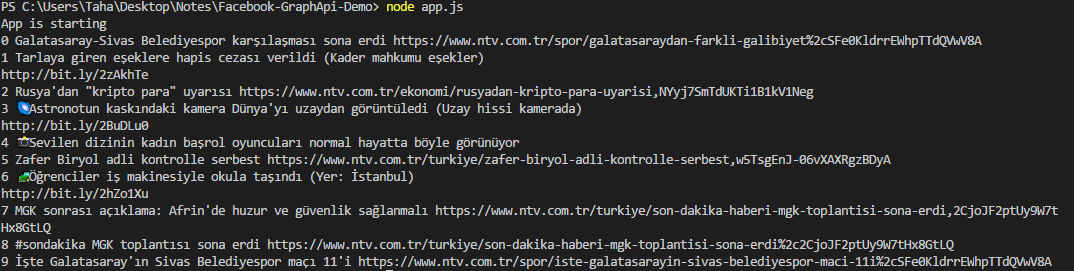 PS C:\Users\Taha\Desktop\Notes\Facebook-GraphApi-Demo> node app.js
App is starting
0 Galatasaray-Sivas Belediyespor karşılaşması sona erdi https://www.ntv.com.tr/spor/galatasaraydan-farkli-galibiyet%2cSFe0KldrrEWhpTTdQVwV8A
1 Tarlaya giren eşeklere hapis cezası verildi (Kader mahkumu eşekler)
http://bit.ly/2zAkhTe
2 Rusya'dan "kripto para" uyarısı https://www.ntv.com.tr/ekonomi/rusyadan-kripto-para-uyarisi,NYyj7SmTdUKTi1B1kV1Neg
3 Astronotun kaskındaki kamera Dünya'yı uzaydan görüntüledi (Uzay hissi kamerada)
http://bit.ly/2BuDLu0
4 Sevilen dizinin kadın başrol oyuncuları normal hayatta böyle görünüyor
5 Zafer Biryol adli kontrolle serbest https://www.ntv.com.tr/turkiye/zafer-biryol-adli-kontrolle-serbest,w5TsgEnJ-06vXAXRgzBDyA
6 Öğrenciler iş makinesiyle okula taşındı (Yer: İstanbul)
http://bit.ly/2hZo1Xu
7 MGK sonrası açıklama: Afrin'de huzur ve güvenlik sağlanmalı https://www.ntv.com.tr/turkiye/son-dakika-haberi-mgk-toplantisi-sona-erdi,2CjoJF2ptUy9W7t
Hx8GtLQ
8 #sondakika MGK toplantısı sona erdi https://www.ntv.com.tr/turkiye/son-dakika-haberi-mgk-toplantisi-sona-erdi%2c2CjoJF2ptUy9W7tHx8GtLQ
9 İşte Galatasaray'ın Sivas Belediyespor maçı 11'i https://www.ntv.com.tr/spor/iste-galatasarayin-sivas-belediyespor-maci-11i%2cSFe0KldrrEWhpTTdQVwV8A